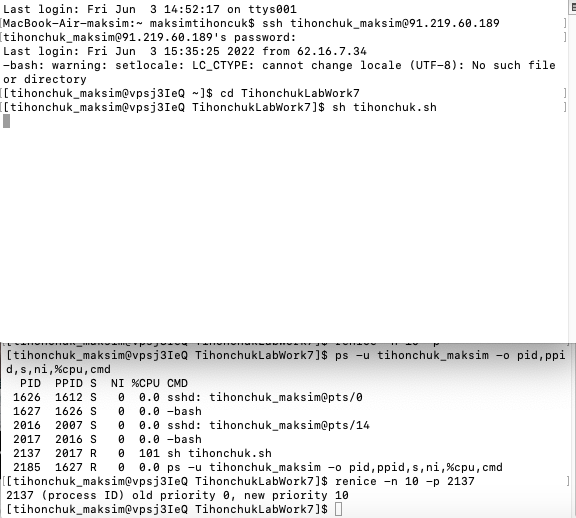 Last login: Fri Jun  3 14:52:17 on ttys001
MacBook-Air-maksim:~ maksimtihoncuk$ ssh tihonchuk_maksim@91.219.60.189
tihonchuk_maksim@91.219.60.189's password:
Last login: Fri Jun  3 15:35:25 2022 from 62.16.7.34
-bash: warning: setlocale: LC_CTYPE: cannot change locale (UTF-8): No such file
or directory
[tihonchuk_maksim@vpsj3IeQ ~]$ cd TihonchukLabWork7
[tihonchuk_maksim@vpsj3IeQ TihonchukLabWork7]$ sh tihonchuk.sh
[tihonchuk_maksim@vpsj3IeQ TihonchukLabWork7]$ renice -n 10 -p
[tihonchuk_maksim@vpsj3IeQ TihonchukLabWork7]$ ps -u tihonchuk_maksim -o pid,ppi
d,s,ni,%cpu,cmd
  PID  PPID S  NI %CPU CMD
 1626  1612 S   0  0.0 sshd: tihonchuk_maksim@pts/0
 1627  1626 S   0  0.0 -bash
 2016  2007 S   0  0.0 sshd: tihonchuk_maksim@pts/14
 2017  2016 S   0  0.0 -bash
 2137  2017 R   0  101 sh tihonchuk.sh
 2185  1627 R   0  0.0 ps -u tihonchuk_maksim -o pid,ppid,s,ni,%cpu,cmd
[tihonchuk_maksim@vpsj3IeQ TihonchukLabWork7]$ renice -n 10 -p 2137
2137 (process ID) old priority 0, new priority 10
[tihonchuk_maksim@vpsj3IeQ TihonchukLabWork7]$